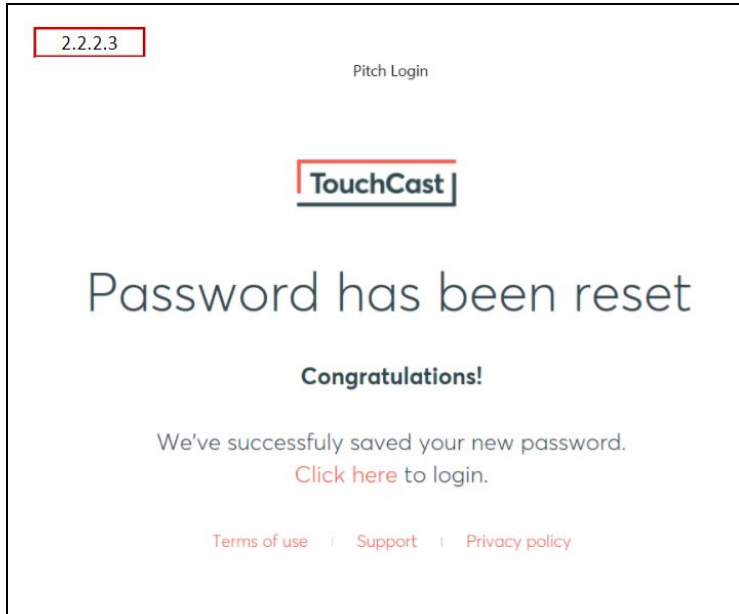 2.2.2.3
Pitch Login
TouchCast
Password has been reset
Congratulations!
We've successfuly saved your new password.
Click here to login.
Terms of use | Support | Privacy policy